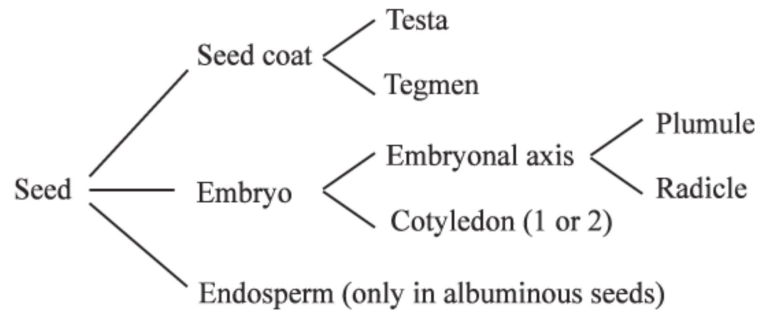 Testa
Seed coat
Tegmen
Plumule
Embryonal axis
Radicle
Seed
Embryo
Cotyledon (1 or 2)
Endosperm (only in albuminous seeds)